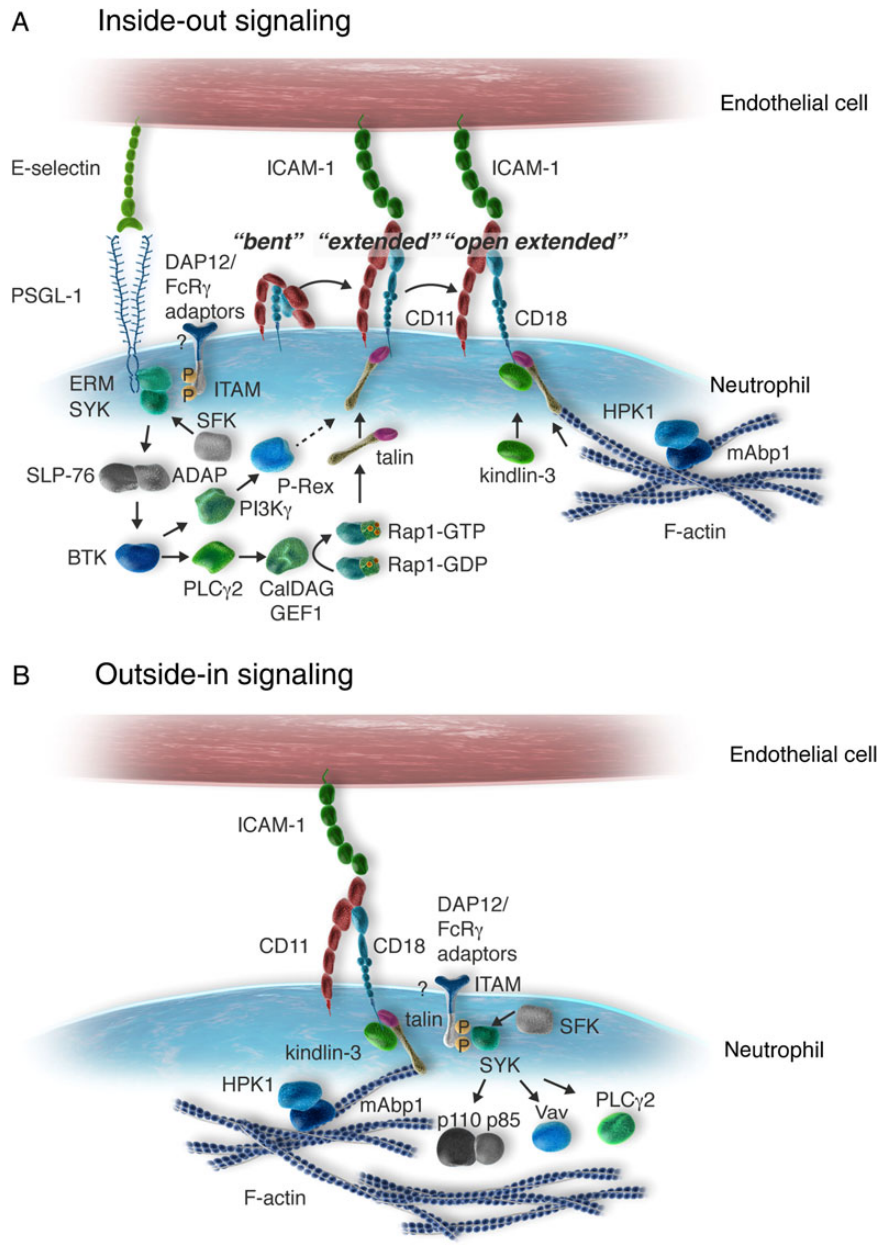 A
Inside-out signaling
Endothelial cell
E-selectin
ICAM-1
ICAM-1
"bent"
"extended"
"open extended"
PSGL-1
DAP12/
FcRγ
adaptors
?
CD11
CD18
ERM
SYK
P
P
ITAM
Neutrophil
SFK
HPK1
mAbp1
SLP-76
ADAP
P-Rex
talin
kindlin-3
PI3Kγ
F-actin
BTK
Rap1-GTP
PLCγ2
CalDAG
GEF1
Rap1-GDP
B
Outside-in signaling
Endothelial cell
ICAM-1
DAP12/
FcRγ
adaptors
CD11
CD18
?
ITAM
talin
P
P
SFK
kindlin-3
SYK
Neutrophil
HPK1
mAbp1
p110 p85
Vav
PLCγ2
F-actin